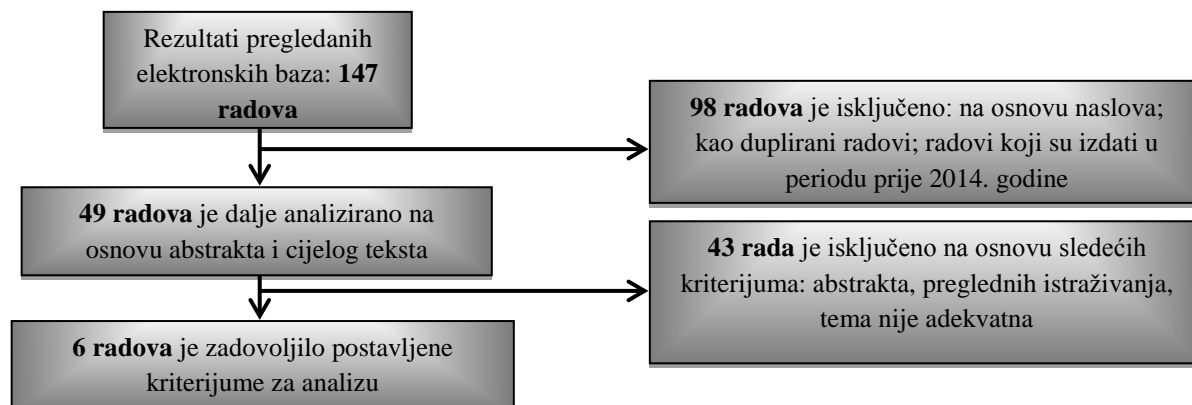 Rezultati pregledanih
elektronskih baza: 147
radova
98 radova je isključeno: na osnovu naslova;
kao duplirani radovi; radovi koji su izdati u
periodu prije 2014. godine
49 radova je dalje analizirano na
osnovu abstrakta i cijelog teksta
43 rada je isključeno na osnovu sledećih
kriterijuma: abstrakta, preglednih istraživanja,
tema nije adekvatna
6 radova je zadovoljilo postavljene
kriterijume za analizu